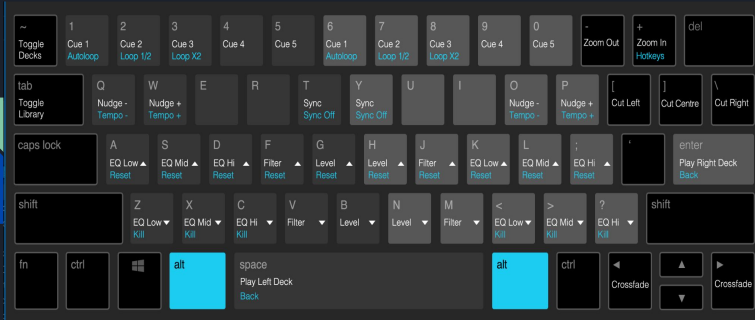 ~ 1 2 3 4 5 6 7 8 9 0 - + del
Toggle Decks Cue 1 Cue 2 Cue 3 Cue 4 Cue 5 Cue 1 Cue 2 Cue 3 Cue 4 Cue 5 Zoom Out Zoom In
Autoloop Loop 1/2 Loop X2 Autoloop Loop 1/2 Loop X2 Hotkeys
tab Q W E R T Y U I O P [ ] \
Toggle Library Nudge - Nudge + Sync Sync Nudge - Nudge + Cut Left Cut Centre Cut Right
Tempo - Tempo + Sync Off Sync Off Tempo - Tempo +
caps lock A S D F G H J K L ; ' enter
EQ Low ▲ EQ Mid ▲ EQ Hi ▲ Filter ▲ Level ▲ Level ▲ Filter ▲ EQ Low ▲ EQ Mid ▲ EQ Hi ▲ Play Right Deck
Reset Reset Reset Reset Reset Reset Reset Reset Reset Reset Back
shift Z X C V B N M < > ? shift
EQ Low ▼ EQ Mid ▼ EQ Hi ▼ Filter ▼ Level ▼ Level ▼ Filter ▼ EQ Low ▼ EQ Mid ▼ EQ Hi ▼
Kill Kill Kill Kill Kill Kill
fn ctrl alt space alt ctrl ◀ ▲ ▶
Play Left Deck Crossfade ▼ Crossfade
Back